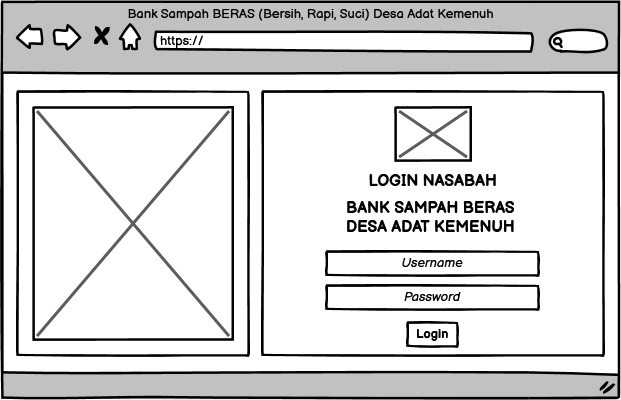 Bank Sampah BERAS (Bersih, Rapi, Suci) Desa Adat Kemenuh
https://
LOGIN NASABAH
BANK SAMPAH BERAS
DESA ADAT KEMENUH
Username
Password
Login